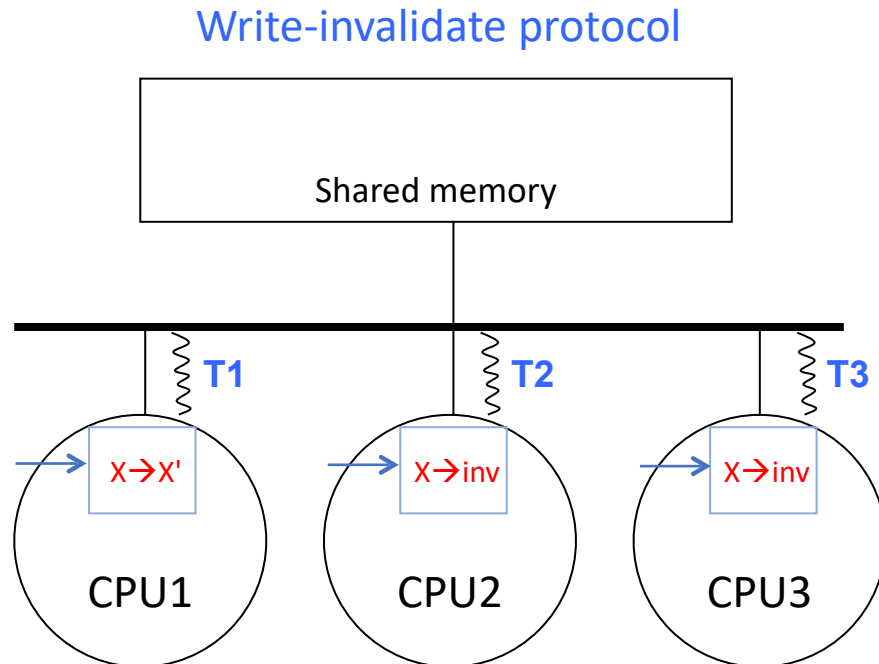 Write-invalidate protocol
Shared memory
T1
T2
T3
X→X'
X→inv
X→inv
CPU1
CPU2
CPU3